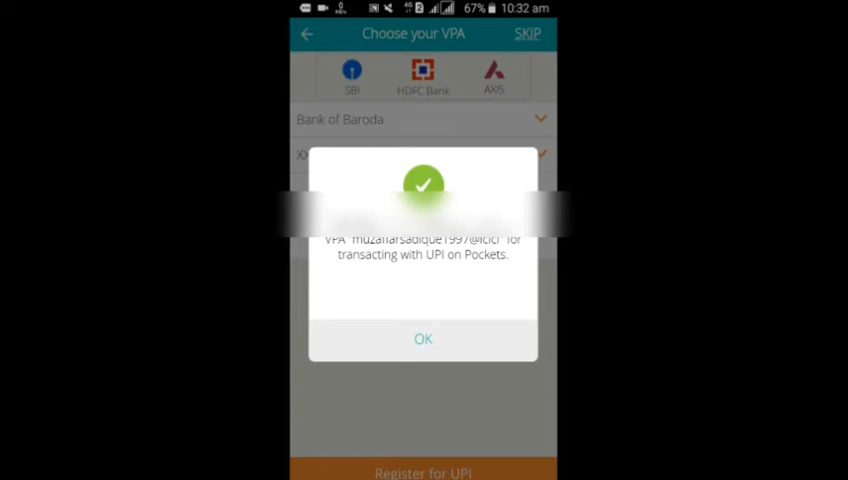 67% 10:32 am
Choose your VPA SKIP
SBI HDFC Bank AXIS
Bank of Baroda
VPA "muzaffarsadique1997@icici" for
transacting with UPI on Pockets.
OK
Register for UPI